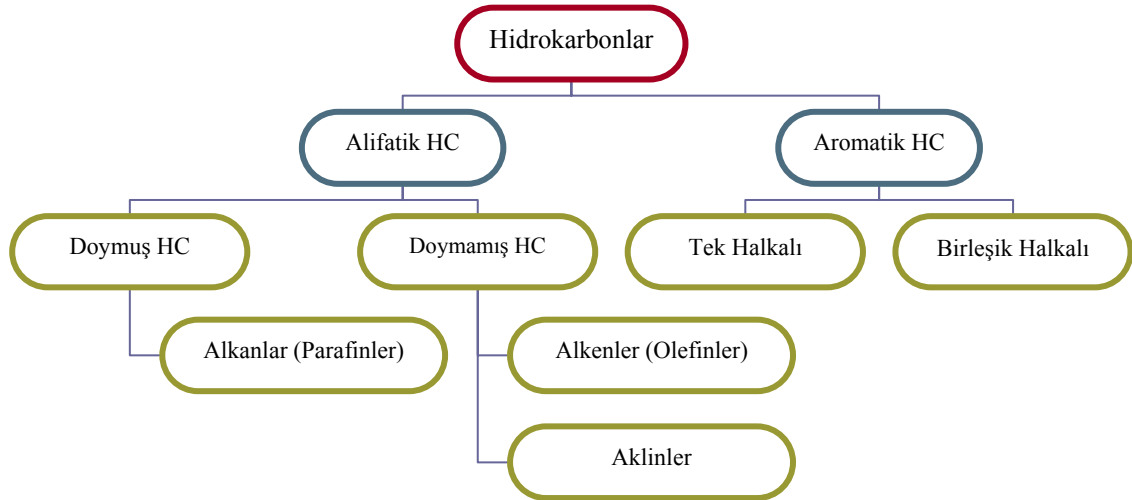 Hidrokarbonlar
Alifatik HC
Aromatik HC
Doymuş HC
Doymamış HC
Tek Halkalı
Birleşik Halkalı
Alkanlar (Parafinler)
Alkenler (Olefinler)
Aklinler